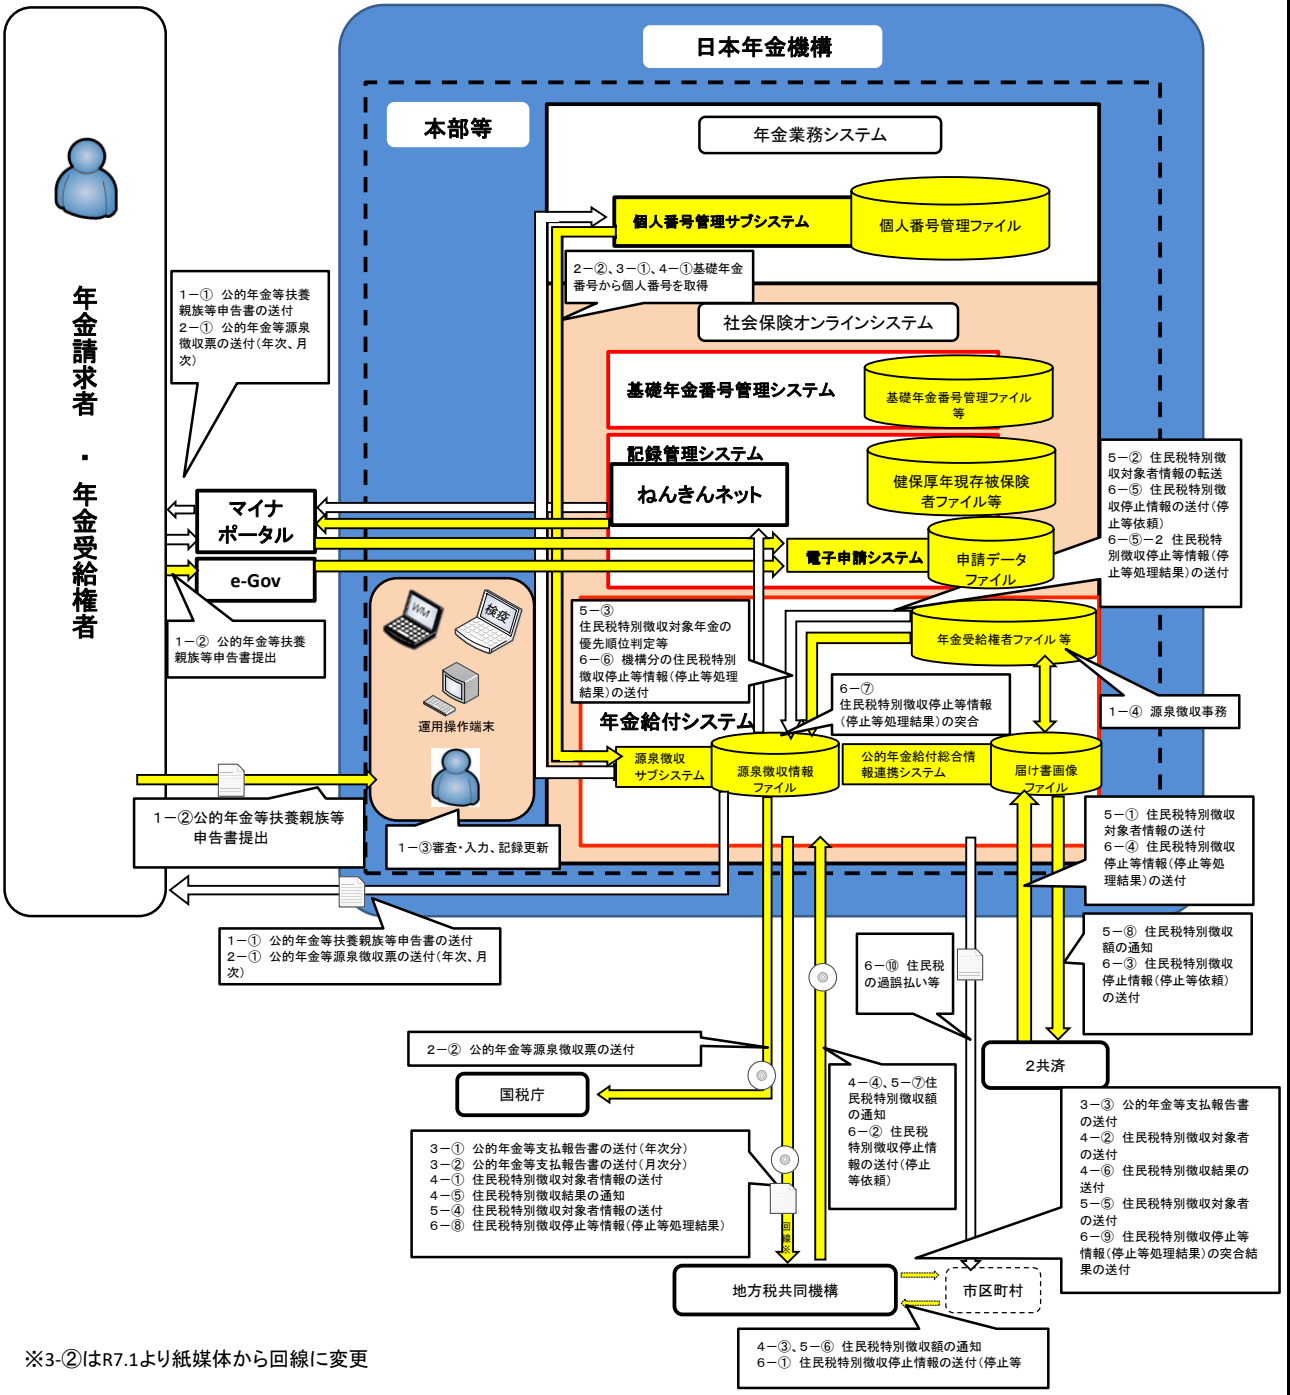 日本年金機構
本部等
年金業務システム
個人番号管理サブシステム
個人番号管理ファイル
2－②、3－①、4－①基礎年金
番号から個人番号を取得
社会保険オンラインシステム
年金請求者　・　年金受給権者
1－①　公的年金等扶養
親族等申告書の送付
2－①　公的年金等源泉
徴収票の送付（年次、月
次）
基礎年金番号管理システム
基礎年金番号管理ファイル
等
記録管理システム
ねんきんネット
健保厚年現存被保険
者ファイル等
5－②　住民税特別徴
収対象者情報の転送
6－⑤　住民税特別徴
収停止情報の送付（停
止等依頼）
6－⑤－2　住民税特
別徴収停止等情報（停
止等処理結果）の送付
マイナ
ポータル
e-Gov
電子申請システム
申請データ
ファイル
1－②　公的年金等扶養
親族等申告書提出
WM
検疫
運用操作端末
5－③
住民税特別徴収対象年金の
優先順位判定等
6－⑥　機構分の住民税特別
徴収停止等情報（停止等処理
結果）の送付
年金受給権者ファイル 等
6－⑦
住民税特別徴収停止等情報
（停止等処理結果）の突合
1－④　源泉徴収事務
年金給付システム
源泉徴収
サブシステム
源泉徴収情報
ファイル
公的年金給付総合情
報連携システム
届け書画像
ファイル
1－②公的年金等扶養親族等
申告書提出
1－③審査・入力、記録更新
5－①　住民税特別徴収
対象者情報の送付
6－④　住民税特別徴収
停止等情報（停止等処
理結果）の送付
1－①　公的年金等扶養親族等申告書の送付
2－①　公的年金等源泉徴収票の送付（年次、月
次）
6－⑩　住民税
の過誤払い等
5－⑧　住民税特別徴収
額の通知
6－③　住民税特別徴収
停止情報（停止等依頼）
の送付
2－②　公的年金等源泉徴収票の送付
国税庁
2共済
4－④、5－⑦住
民税特別徴収額
の通知
6－②　住民税
特別徴収停止情
報の送付（停止
等依頼）
3－①　公的年金等支払報告書の送付（年次分）
3－②　公的年金等支払報告書の送付（月次分）
4－①　住民税特別徴収対象者情報の送付
4－⑤　住民税特別徴収結果の通知
5－④　住民税特別徴収対象者情報の送付
6－⑧　住民税特別徴収停止等情報（停止等処理結果）
回線※
3－③　公的年金等支払報告書
の送付
4－②　住民税特別徴収対象者
の送付
4－⑥　住民税特別徴収結果の
送付
5－⑤　住民税特別徴収対象者
の送付
6－⑨　住民税特別徴収停止等
情報（停止等処理結果）の突合結
果の送付
地方税共同機構
市区町村
4－③、5－⑥　住民税特別徴収額の通知
6－①　住民税特別徴収停止情報の送付（停止等
※3-②はR7.1より紙媒体から回線に変更